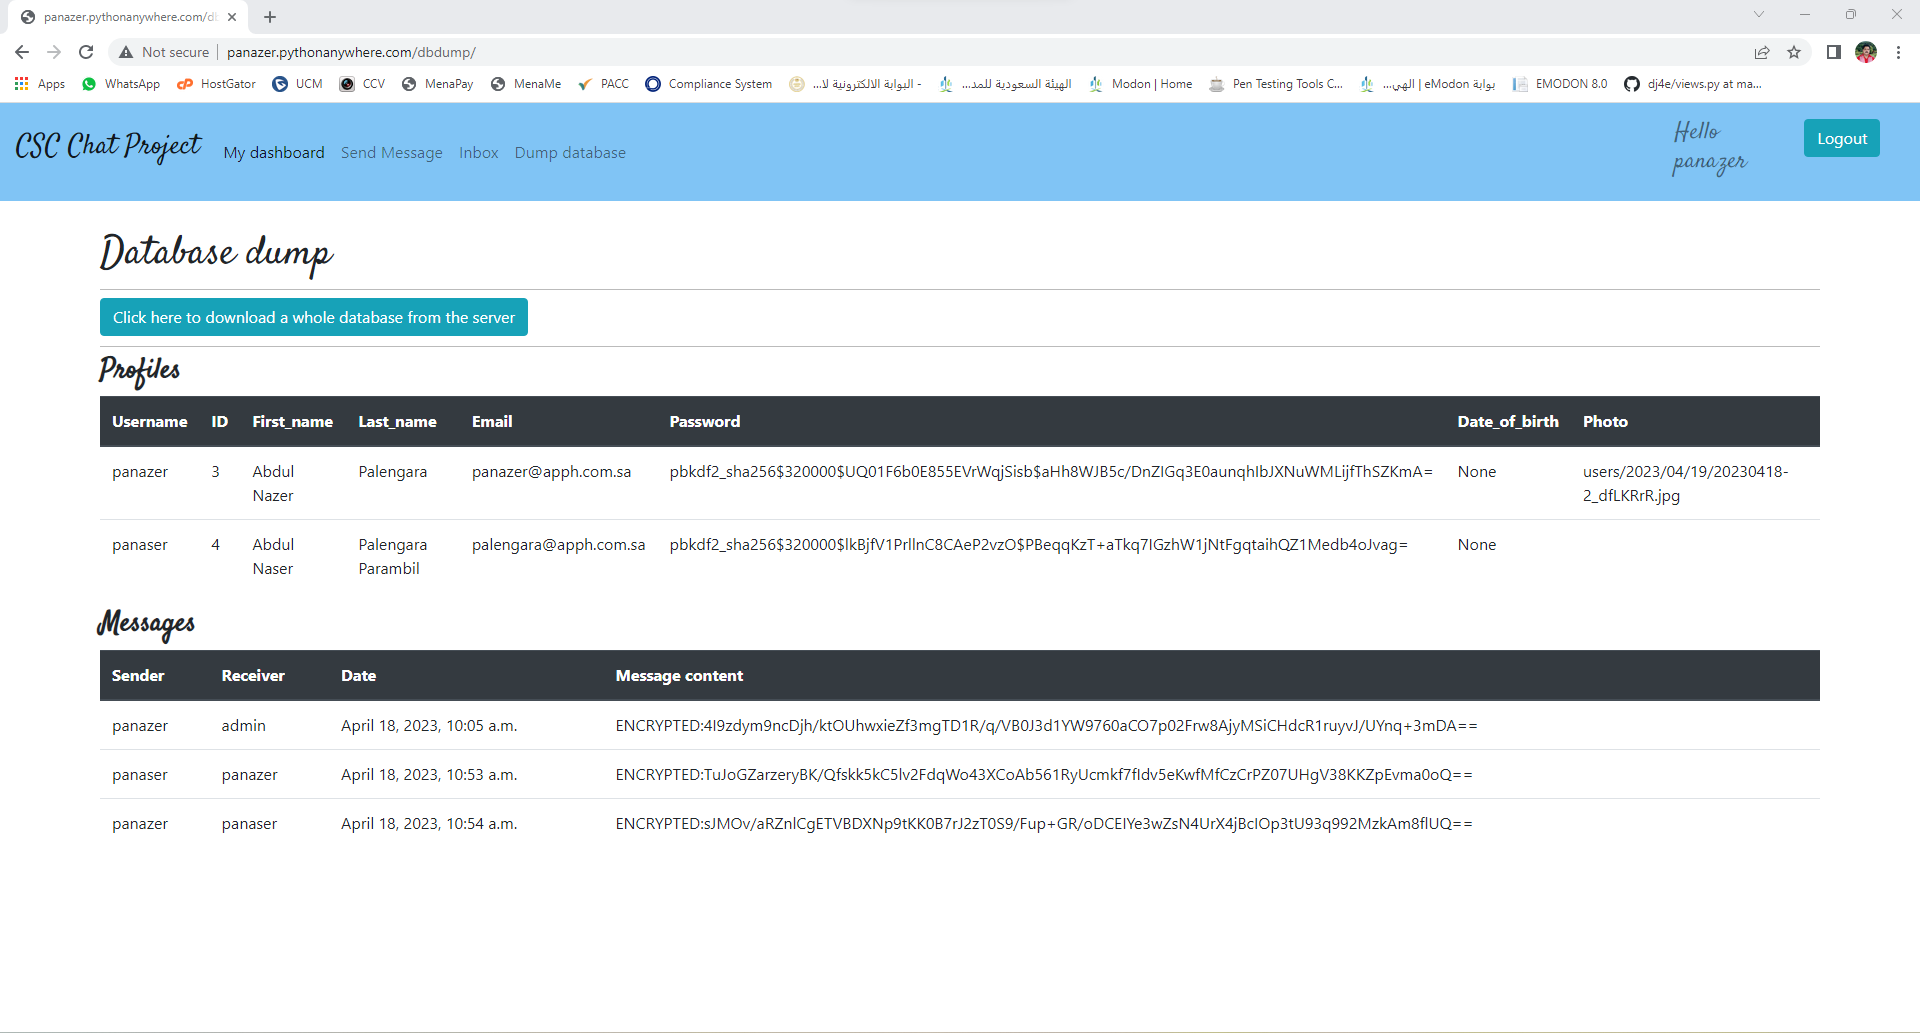 panazer.pythonanywhere.com/db
Not secure panazer.pythonanywhere.com/dbdump/
Apps WhatsApp HostGator UCM CCV MenaPay MenaMe PACC Compliance System ...البوابة الالكترونية لا - ...الهيئة السعودية للمد Modon | Home Pen Testing Tools C... ...بوابة eModon | الهي EMODON 8.0 dj4e/views.py at ma...
CSC Chat Project My dashboard Send Message Inbox Dump database Hello panazer Logout
Database dump
Click here to download a whole database from the server
Profiles
Username ID First_name Last_name Email Password Date_of_birth Photo
panazer 3 Abdul Nazer Palengara panazer@apph.com.sa pbkdf2_sha256$320000$UQ01F6b0E855EVrWqjSisb$aHh8WJB5c/DnZIGq3E0aunqhIbJXNuWMLijfThSZKmA= None users/2023/04/19/20230418-2_dfLKRrR.jpg
panaser 4 Abdul Naser Palengara Parambil palengara@apph.com.sa pbkdf2_sha256$320000$lkBjfV1PrllnC8CAeP2vzO$PBeqqKzT+aTkq7IGzhW1jNtFgqtaihQZ1Medb4oJvag= None
Messages
Sender Receiver Date Message content
panazer admin April 18, 2023, 10:05 a.m. ENCRYPTED:4I9zdym9ncDjh/ktOUhwxieZf3mgTD1R/q/VB0J3d1YW9760aCO7p02Frw8AjyMSiCHdcR1ruyvJ/UYnq+3mDA==
panaser panazer April 18, 2023, 10:53 a.m. ENCRYPTED:TuJoGZarzeryBK/Qfskk5kC5lv2FdqWo43XCoAb561RyUcmkf7fIdv5eKwfMfCzCrPZ07UHgV38KKZpEvma0oQ==
panazer panaser April 18, 2023, 10:54 a.m. ENCRYPTED:sJMOv/aRZnlCgETVBDXNp9tKK0B7rJ2zT0S9/Fup+GR/oDCEIYe3wZsN4UrX4jBcIOp3tU93q992MzkAm8flUQ==